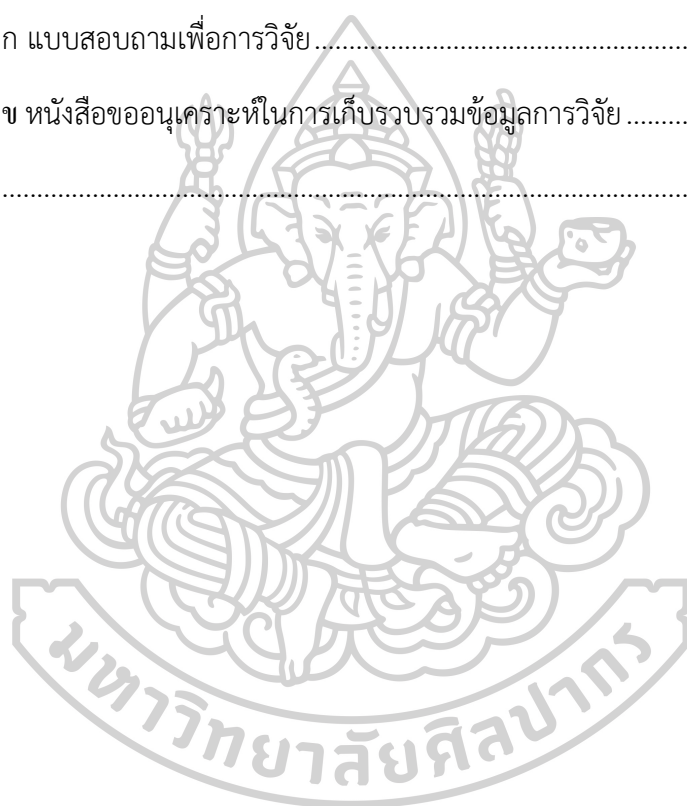 ก แบบสอบถามเพื่อการวิจัย........................................................
ข หนังสือขออนุเคราะห์ในการเก็บรวบรวมข้อมูลการวิจัย.........
.....................................................................................................
มหาวิทยาลัยศิลปากร